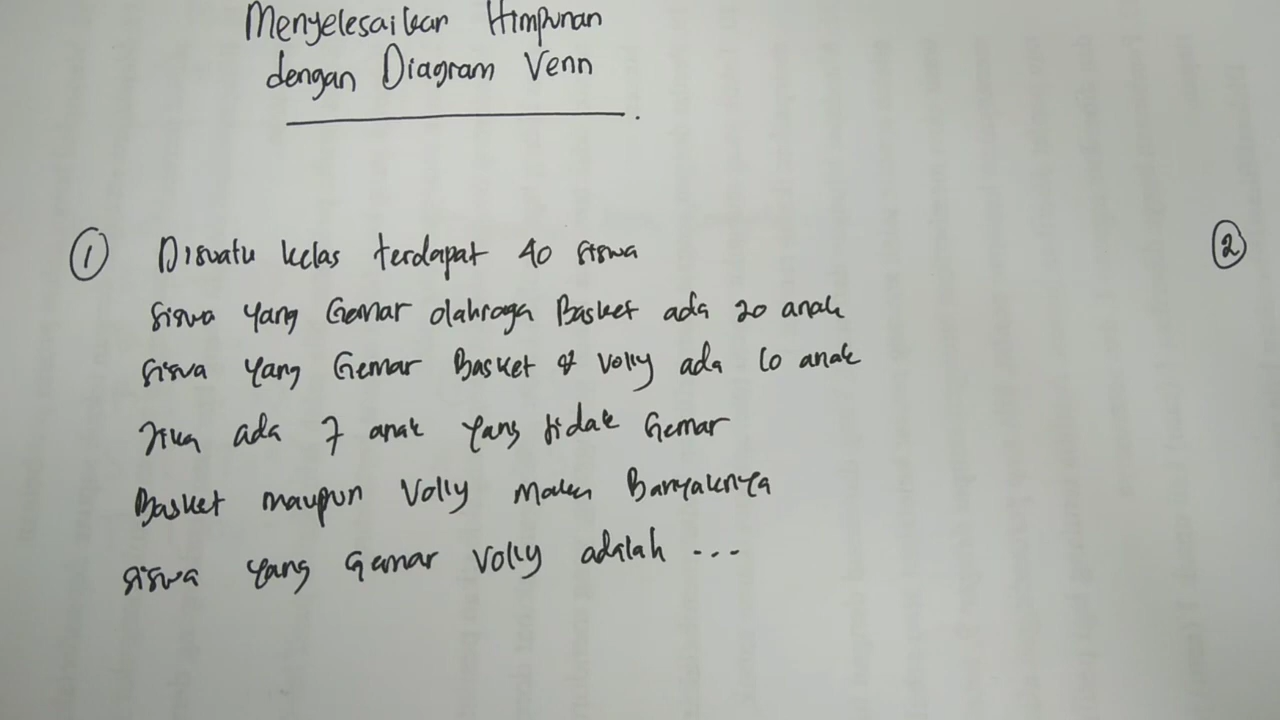 Menyelesaikan Himpunan
dengan Diagram Venn
① Disuatu kelas terdapat 40 siswa
siswa yang Gemar olahraga Basket ada 20 anak
siswa yang Gemar Basket & Volly ada 10 anak
Jika ada 7 anak yang tidak Gemar
Basket maupun Volly maka Banyaknya
siswa yang Gemar Volly adalah ...
②